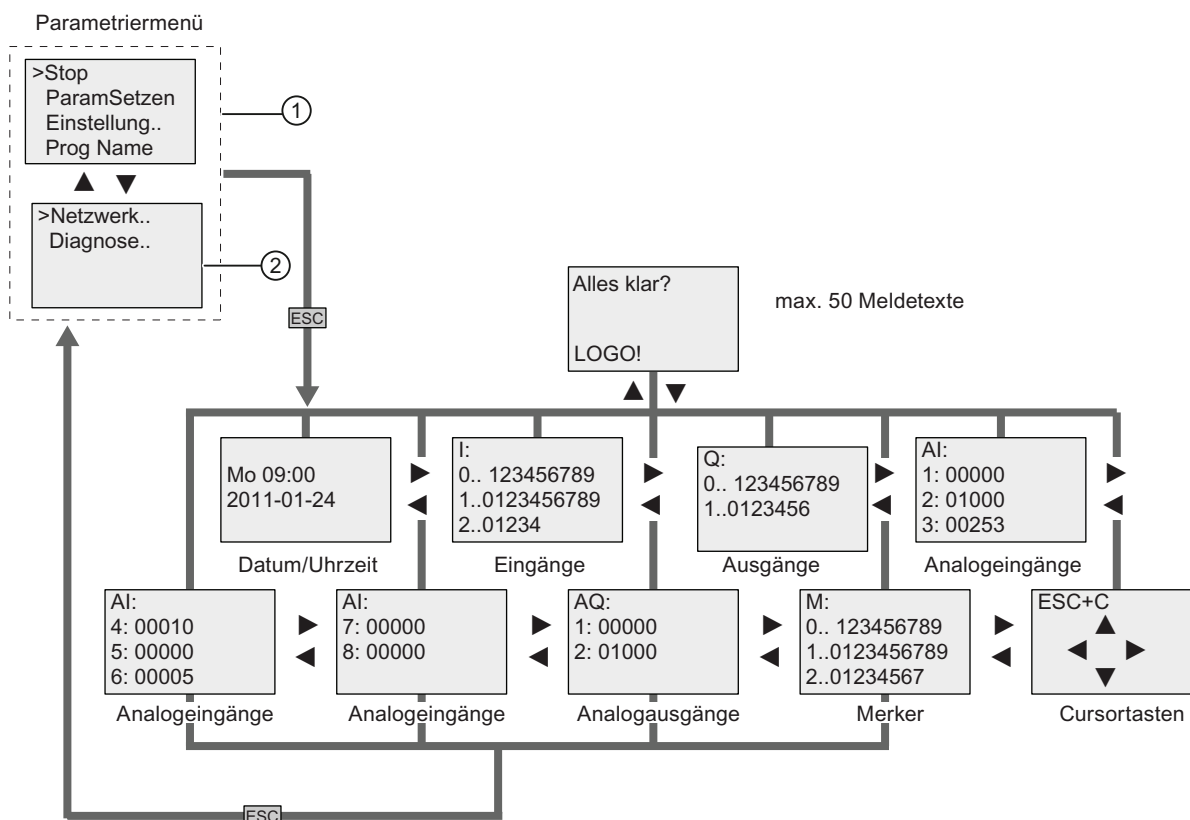 Parametriermenü
>Stop
ParamSetzen
Einstellung..
Prog Name
1
>Netzwerk..
Diagnose..
2
ESC
Alles klar?
LOGO!
max. 50 Meldetexte
Mo 09:00
2011-01-24
Datum/Uhrzeit
I:
0.. 123456789
1..0123456789
2..01234
Eingänge
Q:
0.. 123456789
1..0123456
Ausgänge
AI:
1: 00000
2: 01000
3: 00253
Analogeingänge
AI:
4: 00010
5: 00000
6: 00005
Analogeingänge
AI:
7: 00000
8: 00000
Analogeingänge
AQ:
1: 00000
2: 01000
Analogausgänge
M:
0.. 123456789
1..0123456789
2..01234567
Merker
ESC+C
Cursortasten
ESC